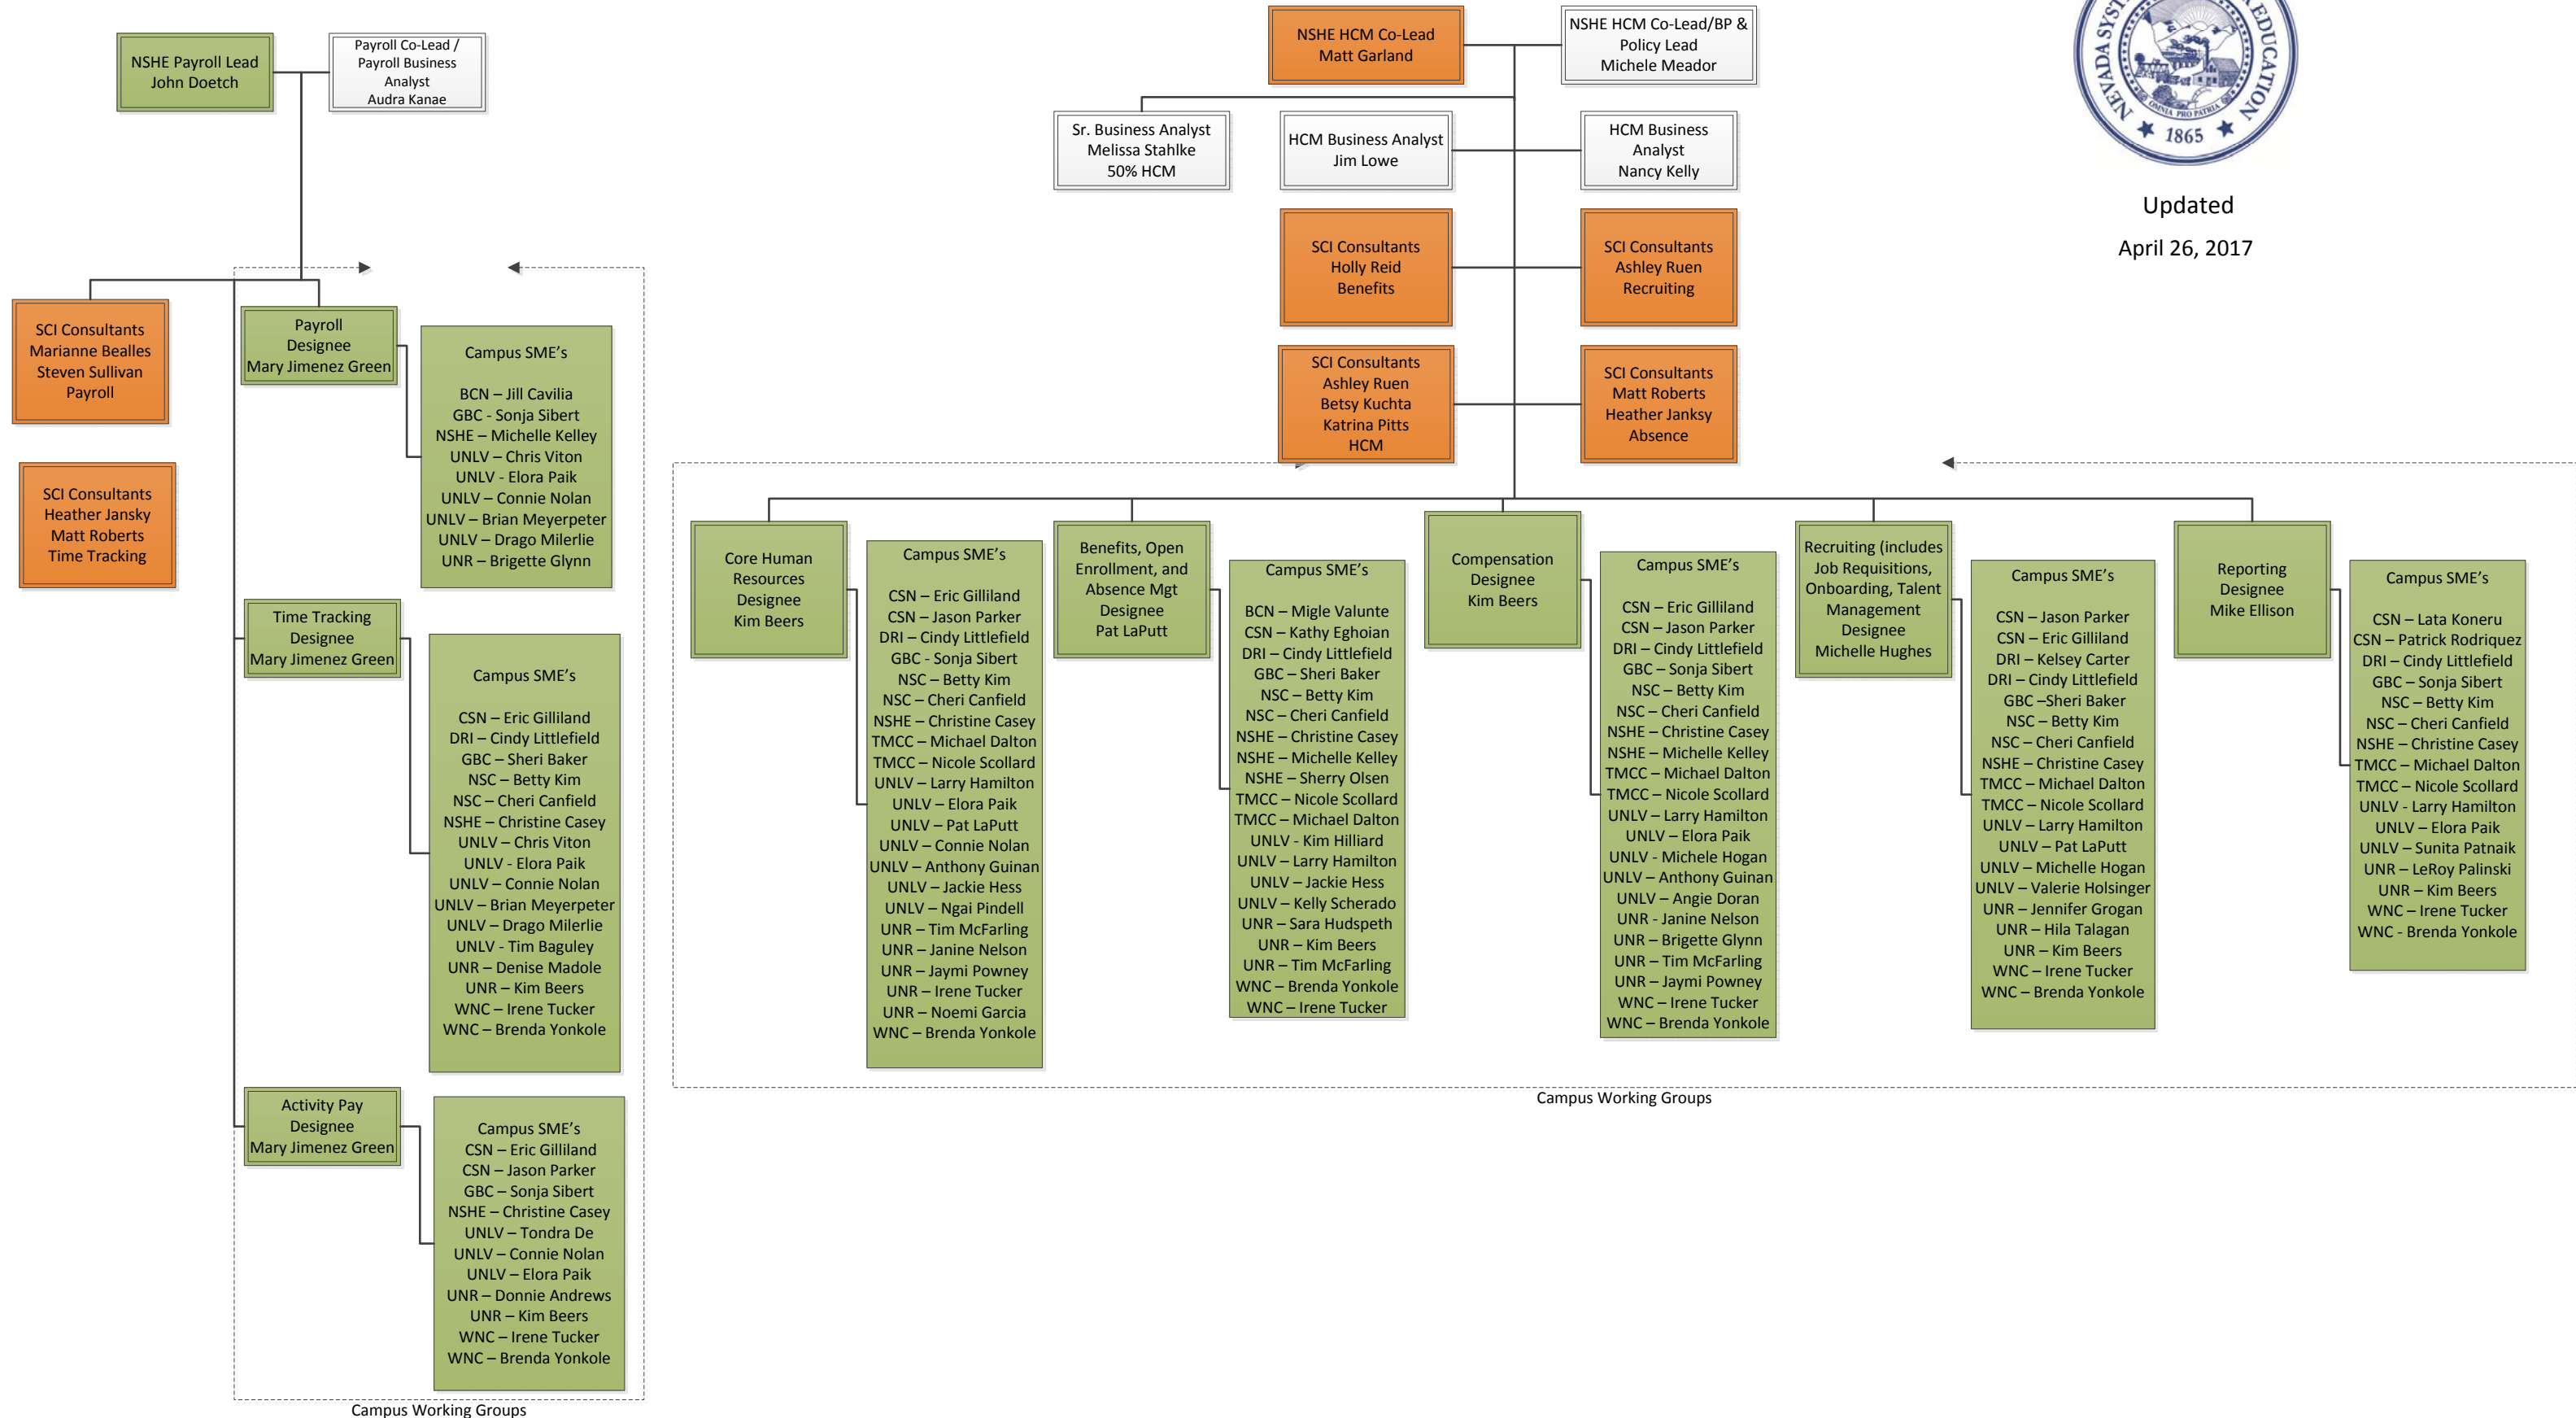 NSHE Payroll Lead
John Doetch
Payroll Co-Lead /
Payroll Business
Analyst
Audra Kanae
SCI Consultants
Marianne Bealles
Steven Sullivan
Payroll
SCI Consultants
Heather Jansky
Matt Roberts
Time Tracking
Payroll
Designee
Mary Jimenez Green
Campus SME’s
BCN – Jill Cavilia
GBC - Sonja Sibert
NSHE – Michelle Kelley
UNLV – Chris Viton
UNLV - Elora Paik
UNLV – Connie Nolan
UNLV – Brian Meyerpeter
UNLV – Drago Milerlie
UNR – Brigette Glynn
Time Tracking
Designee
Mary Jimenez Green
Campus SME’s
CSN – Eric Gilliland
DRI – Cindy Littlefield
GBC – Sheri Baker
NSC – Betty Kim
NSC – Cheri Canfield
NSHE – Christine Casey
UNLV – Chris Viton
UNLV - Elora Paik
UNLV – Connie Nolan
UNLV – Brian Meyerpeter
UNLV – Drago Milerlie
UNLV - Tim Baguley
UNR – Denise Madole
UNR – Kim Beers
WNC – Irene Tucker
WNC – Brenda Yonkole
Activity Pay
Designee
Mary Jimenez Green
Campus SME’s
CSN – Eric Gilliland
CSN – Jason Parker
GBC – Sonja Sibert
NSHE – Christine Casey
UNLV – Tondra De
UNLV – Connie Nolan
UNLV – Elora Paik
UNR – Donnie Andrews
UNR – Kim Beers
WNC – Irene Tucker
WNC – Brenda Yonkole
Campus Working Groups
NSHE HCM Co-Lead
Matt Garland
NSHE HCM Co-Lead/BP &
Policy Lead
Michele Meador
Sr. Business Analyst
Melissa Stahlke
50% HCM
HCM Business Analyst
Jim Lowe
HCM Business
Analyst
Nancy Kelly
SCI Consultants
Holly Reid
Benefits
SCI Consultants
Ashley Ruen
Recruiting
SCI Consultants
Ashley Ruen
Betsy Kuchta
Katrina Pitts
HCM
SCI Consultants
Matt Roberts
Heather Janksy
Absence
Core Human
Resources
Designee
Kim Beers
Campus SME’s
CSN – Eric Gilliland
CSN – Jason Parker
DRI – Cindy Littlefield
GBC - Sonja Sibert
NSC – Betty Kim
NSC – Cheri Canfield
NSHE – Christine Casey
TMCC – Michael Dalton
TMCC – Nicole Scollard
UNLV – Larry Hamilton
UNLV – Elora Paik
UNLV – Pat LaPutt
UNLV – Connie Nolan
UNLV – Anthony Guinan
UNLV – Jackie Hess
UNLV – Ngai Pindell
UNR – Tim McFarling
UNR – Janine Nelson
UNR – Jaymi Powney
UNR – Irene Tucker
UNR – Noemi Garcia
WNC – Brenda Yonkole
Benefits, Open
Enrollment, and
Absence Mgt
Designee
Pat LaPutt
Campus SME’s
BCN – Migle Valunte
CSN – Kathy Eghoian
DRI – Cindy Littlefield
GBC – Sheri Baker
NSC – Betty Kim
NSC – Cheri Canfield
NSHE – Christine Casey
NSHE – Michelle Kelley
NSHE – Sherry Olsen
TMCC – Nicole Scollard
TMCC – Michael Dalton
UNLV - Kim Hilliard
UNLV – Larry Hamilton
UNLV – Jackie Hess
UNLV – Kelly Scherado
UNR – Sara Hudspeth
UNR – Kim Beers
UNR – Tim McFarling
WNC – Brenda Yonkole
WNC – Irene Tucker
Compensation
Designee
Kim Beers
Campus SME’s
CSN – Eric Gilliland
CSN – Jason Parker
DRI – Cindy Littlefield
GBC – Sonja Sibert
NSC – Betty Kim
NSC – Cheri Canfield
NSHE – Christine Casey
NSHE – Michelle Kelley
TMCC – Michael Dalton
TMCC – Nicole Scollard
UNLV – Larry Hamilton
UNLV – Elora Paik
UNLV - Michele Hogan
UNLV – Anthony Guinan
UNLV – Angie Doran
UNR - Janine Nelson
UNR – Brigette Glynn
UNR – Tim McFarling
UNR – Jaymi Powney
WNC – Irene Tucker
WNC – Brenda Yonkole
Recruiting (includes
Job Requisitions,
Onboarding, Talent
Management
Designee
Michelle Hughes
Campus SME’s
CSN – Jason Parker
CSN – Eric Gilliland
DRI – Kelsey Carter
DRI – Cindy Littlefield
GBC –Sheri Baker
NSC – Betty Kim
NSC – Cheri Canfield
NSHE – Christine Casey
TMCC – Michael Dalton
TMCC – Nicole Scollard
UNLV – Larry Hamilton
UNLV – Pat LaPutt
UNLV – Michelle Hogan
UNLV – Valerie Holsinger
UNR – Jennifer Grogan
UNR – Hila Talagan
UNR – Kim Beers
WNC – Irene Tucker
WNC – Brenda Yonkole
Reporting
Designee
Mike Ellison
Campus SME’s
CSN – Lata Koneru
CSN – Patrick Rodriquez
DRI – Cindy Littlefield
GBC – Sonja Sibert
NSC – Betty Kim
NSC – Cheri Canfield
NSHE – Christine Casey
TMCC – Michael Dalton
TMCC – Nicole Scollard
UNLV - Larry Hamilton
UNLV – Elora Paik
UNLV – Sunita Patnaik
UNR – LeRoy Palinski
UNR – Kim Beers
WNC – Irene Tucker
WNC - Brenda Yonkole
Campus Working Groups
NEVADA SYST
EDUCATION
OMNIA PRO PATRIA
1865
Updated
April 26, 2017